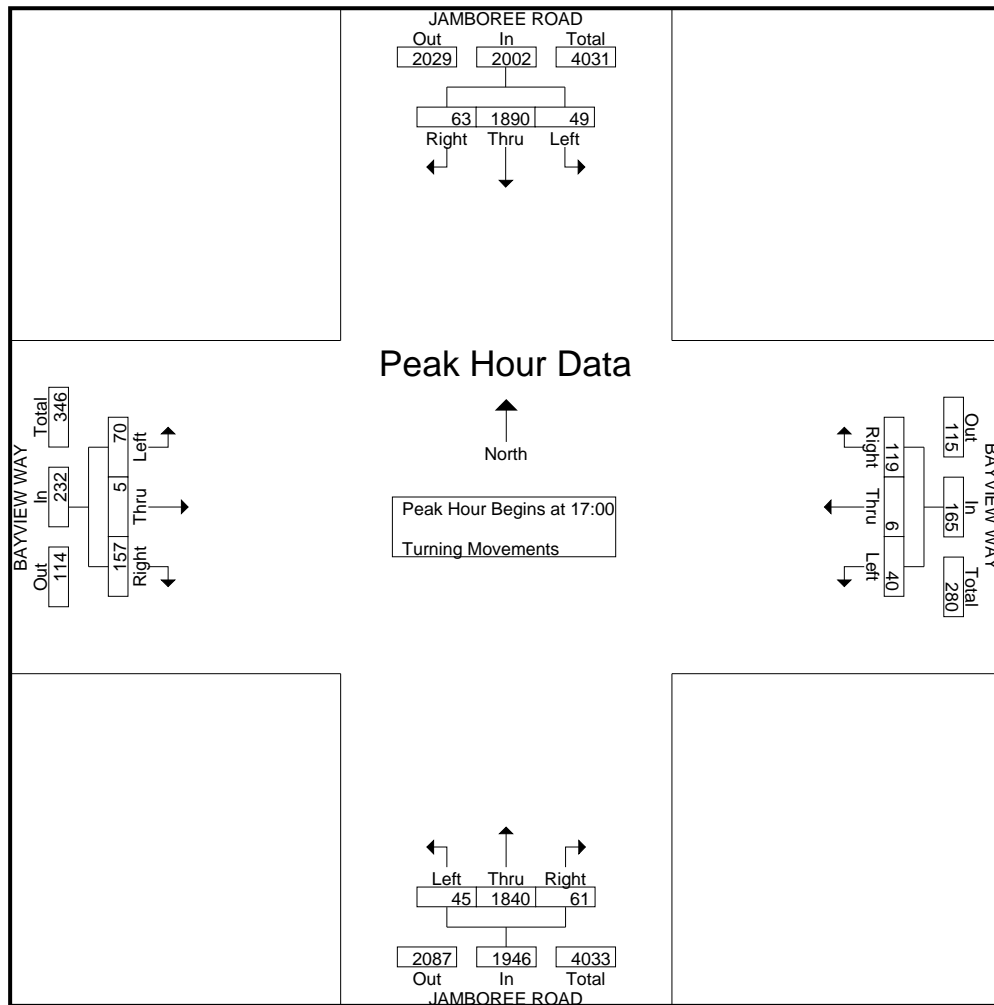 JAMBOREE ROAD
Out In Total
2029 2002 4031
63 1890 49
Right Thru Left
Peak Hour Data
North
Peak Hour Begins at 17:00
Turning Movements
BAYVIEW WAY
Total In Out
346 232 114
70 5 157
Left Thru Right
Right Thru Left
119 6 40
115 165 280
Out In Total
BAYVIEW WAY
Left Thru Right
45 1840 61
2087 1946 4033
Out In Total
JAMBOREE ROAD